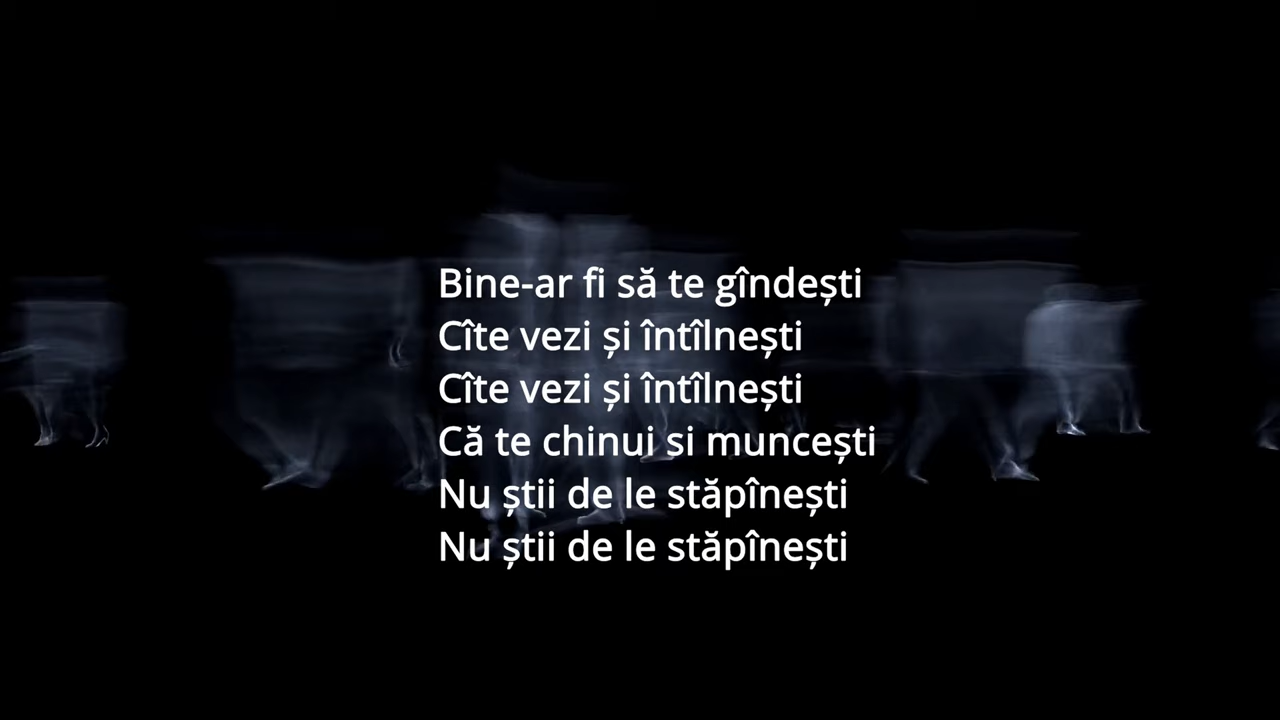 Bine-ar fi să te gîndești
Cîte vezi și întîlnești
Cîte vezi și întîlnești
Că te chinui si muncești
Nu știi de le stăpînești
Nu știi de le stăpînești